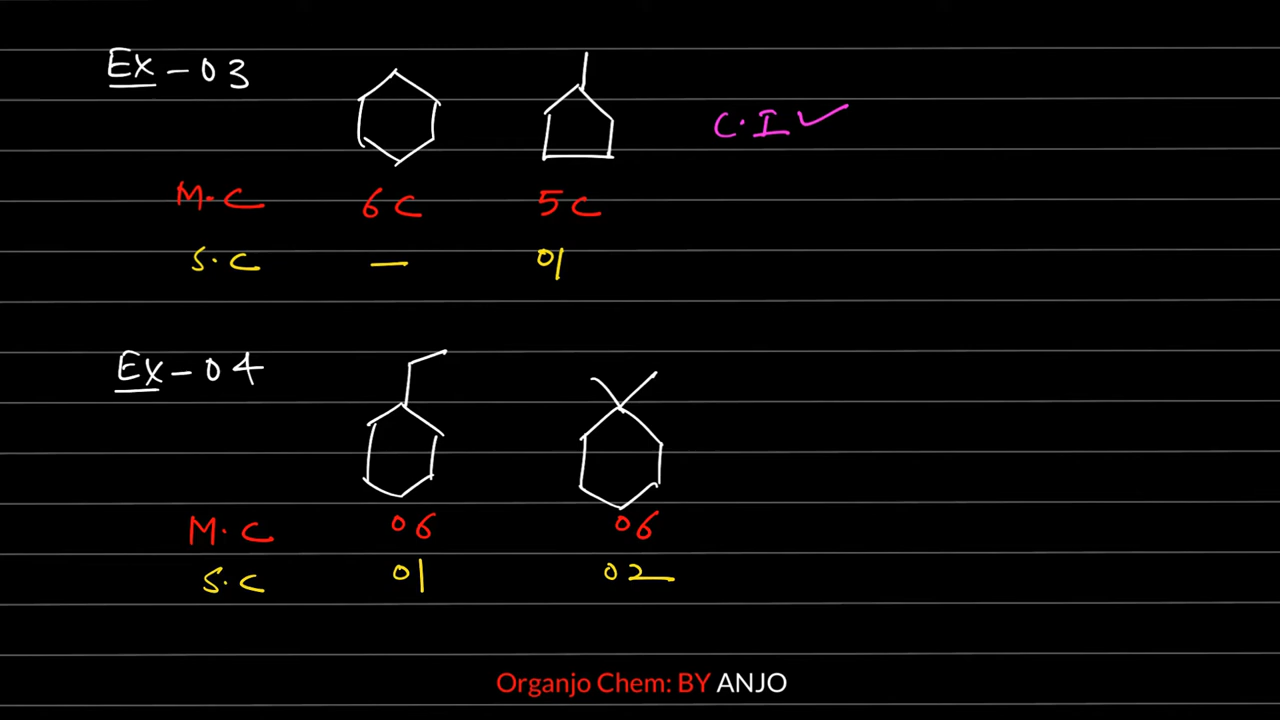 Ex - 03
C.I ✓
M.C 6C 5C
S.C — 01
Ex - 04
M.C 06 06
S.C 01 02
Organjo Chem: BY ANJO